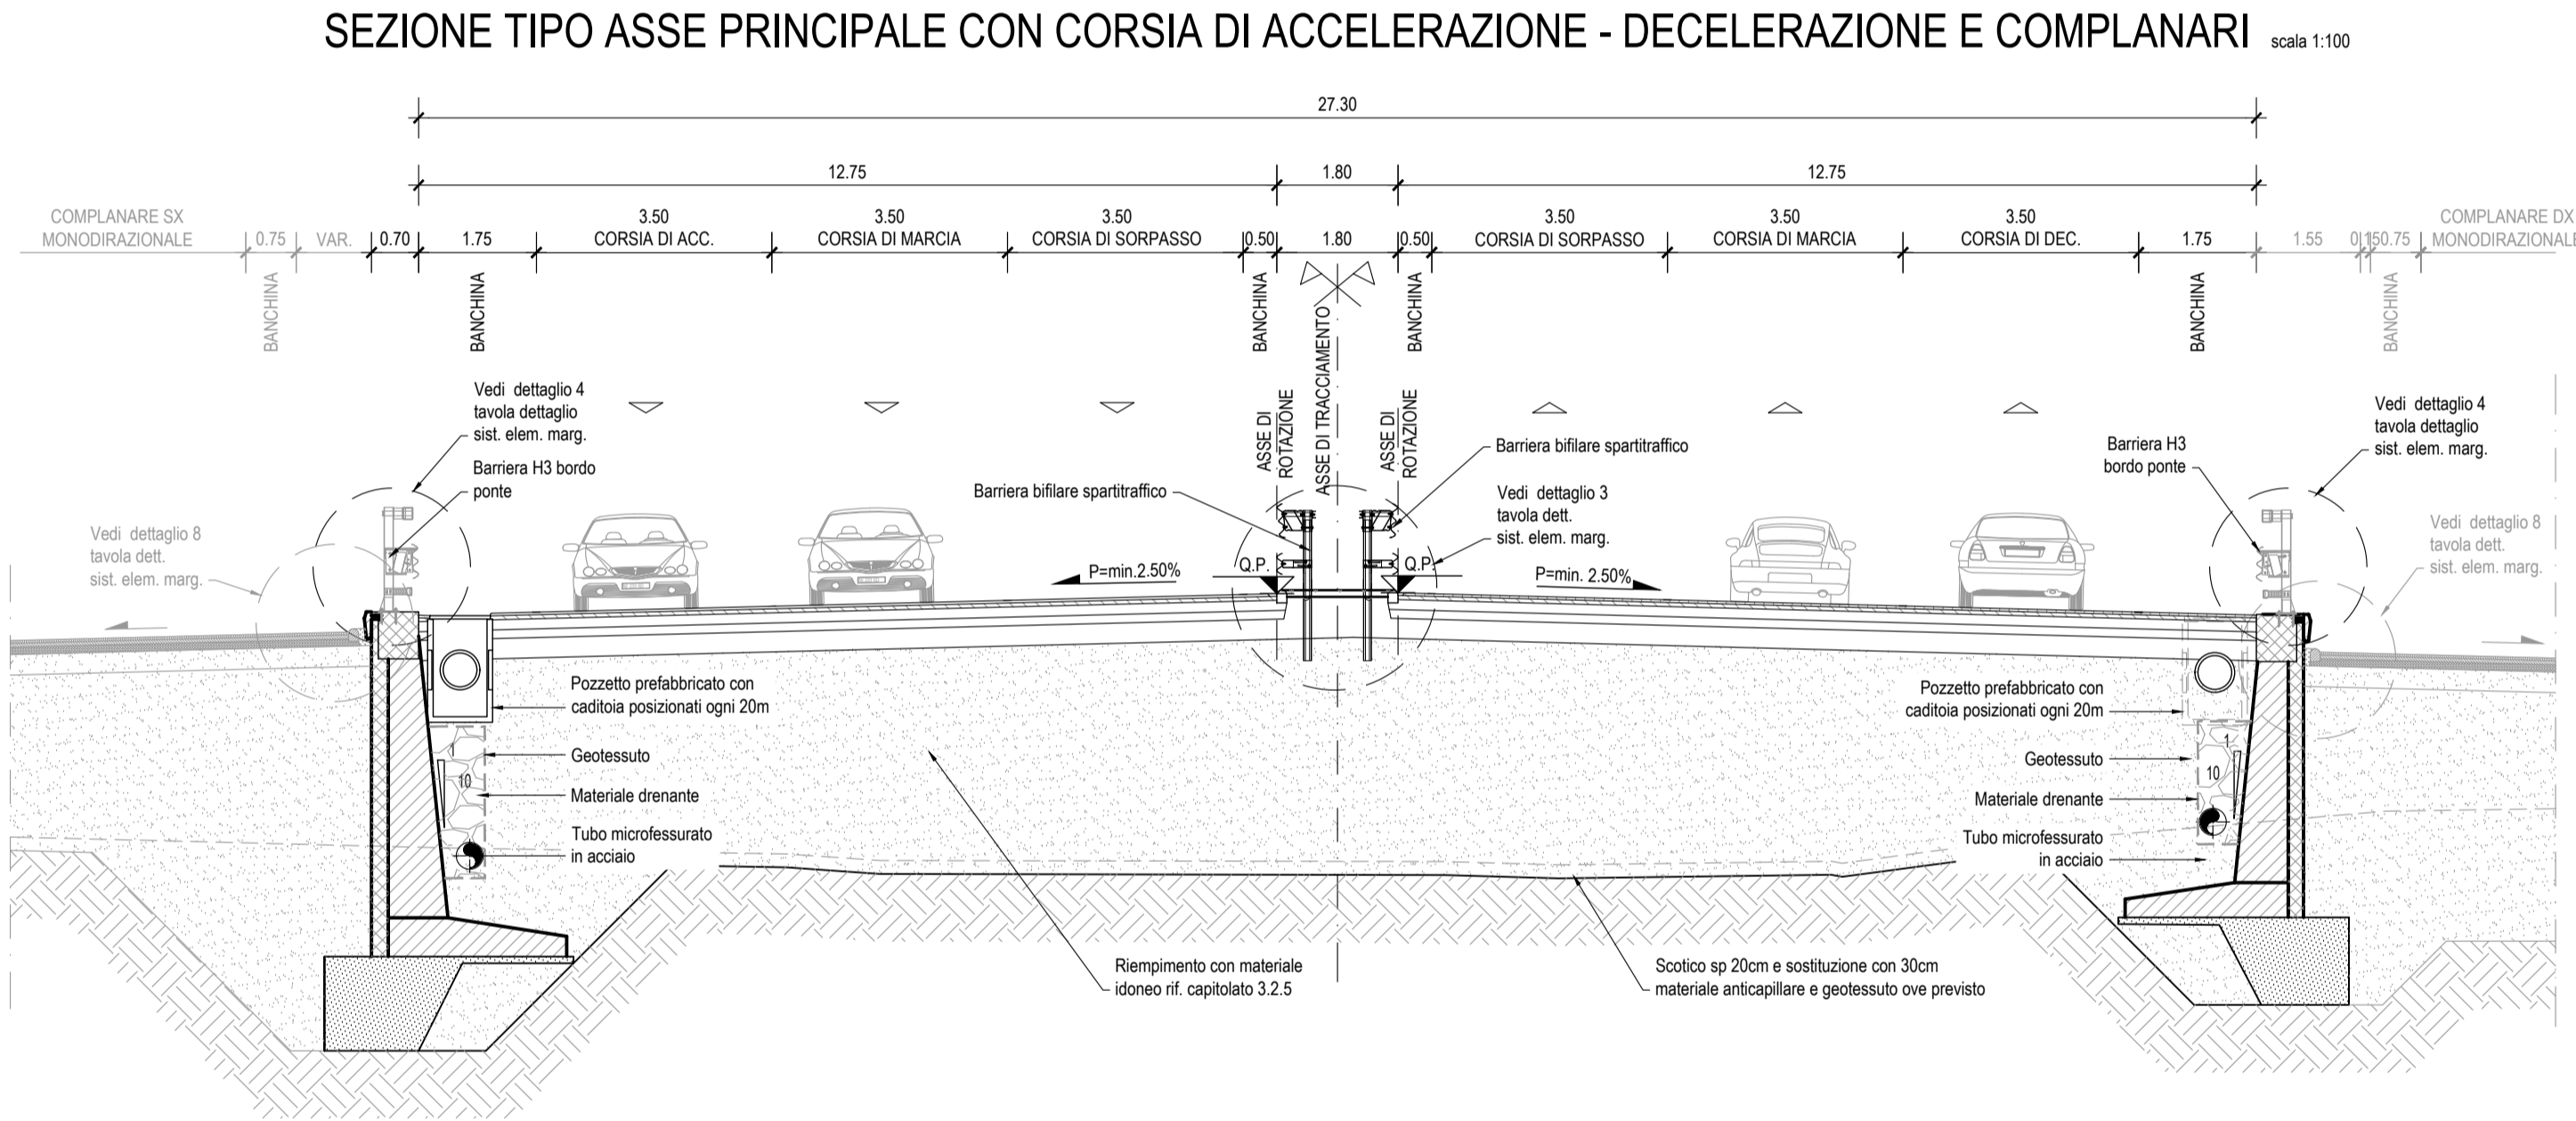 SEZIONE TIPO ASSE PRINCIPALE CON CORSIA DI ACCELERAZIONE - DECELERAZIONE E COMPLANARI scala 1:100
27.30
12.75 1.80 12.75
COMPLANARE SX
MONODIRAZIONALE
0.75 VAR. 0.70 1.75
3.50
CORSIA DI ACC.
3.50
CORSIA DI MARCIA
3.50
CORSIA DI SORPASSO
0.50 1.80 0.50
3.50
CORSIA DI SORPASSO
3.50
CORSIA DI MARCIA
3.50
CORSIA DI DEC.
1.75 1.55 0.15 0.75
COMPLANARE DX
MONODIRAZIONALE
BANCHINA
BANCHINA
BANCHINA
ASSE DI TRACCIAMENTO
BANCHINA
BANCHINA
BANCHINA
ASSE DI
ROTAZIONE
ASSE DI
ROTAZIONE
Vedi dettaglio 4
tavola dettaglio
sist. elem. marg.
Barriera H3 bordo
ponte
Vedi dettaglio 8
tavola dett.
sist. elem. marg.
Barriera bifilare spartitraffico
Barriera bifilare spartitraffico
Vedi dettaglio 3
tavola dett.
sist. elem. marg.
Vedi dettaglio 4
tavola dettaglio
sist. elem. marg.
Barriera H3
bordo ponte
Vedi dettaglio 8
tavola dett.
sist. elem. marg.
P=min.2.50%
Q.P.
Q.P.
P=min. 2.50%
Pozzetto prefabbricato con
caditoia posizionati ogni 20m
Geotessuto
1
10
Materiale drenante
Tubo microfessurato
in acciaio
Pozzetto prefabbricato con
caditoia posizionati ogni 20m
Geotessuto
1
10
Materiale drenante
Tubo microfessurato
in acciaio
Riempimento con materiale
idoneo rif. capitolato 3.2.5
Scotico sp 20cm e sostituzione con 30cm
materiale anticapillare e geotessuto ove previsto